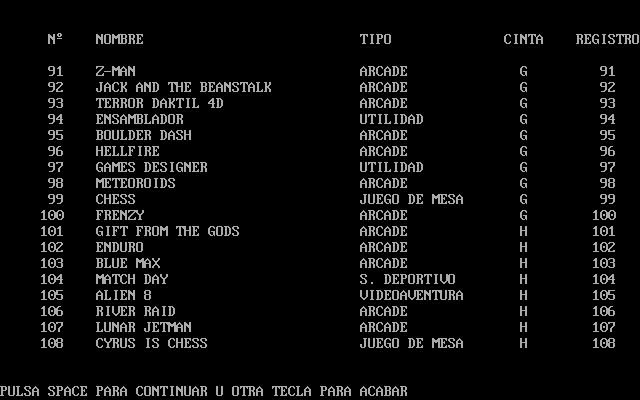 Nº NOMBRE TIPO CINTA REGISTRO
91 Z-MAN ARCADE G 91
92 JACK AND THE BEANSTALK ARCADE G 92
93 TERROR DAKTIL 4D ARCADE G 93
94 ENSAMBLADOR UTILIDAD G 94
95 BOULDER DASH ARCADE G 95
96 HELLFIRE ARCADE G 96
97 GAMES DESIGNER UTILIDAD G 97
98 METEOROIDS ARCADE G 98
99 CHESS JUEGO DE MESA G 99
100 FRENZY ARCADE G 100
101 GIFT FROM THE GODS ARCADE H 101
102 ENDURO ARCADE H 102
103 BLUE MAX ARCADE H 103
104 MATCH DAY S. DEPORTIVO H 104
105 ALIEN 8 VIDEOAVENTURA H 105
106 RIVER RAID ARCADE H 106
107 LUNAR JETMAN ARCADE H 107
108 CYRUS IS CHESS JUEGO DE MESA H 108
PULSA SPACE PARA CONTINUAR U OTRA TECLA PARA ACABAR